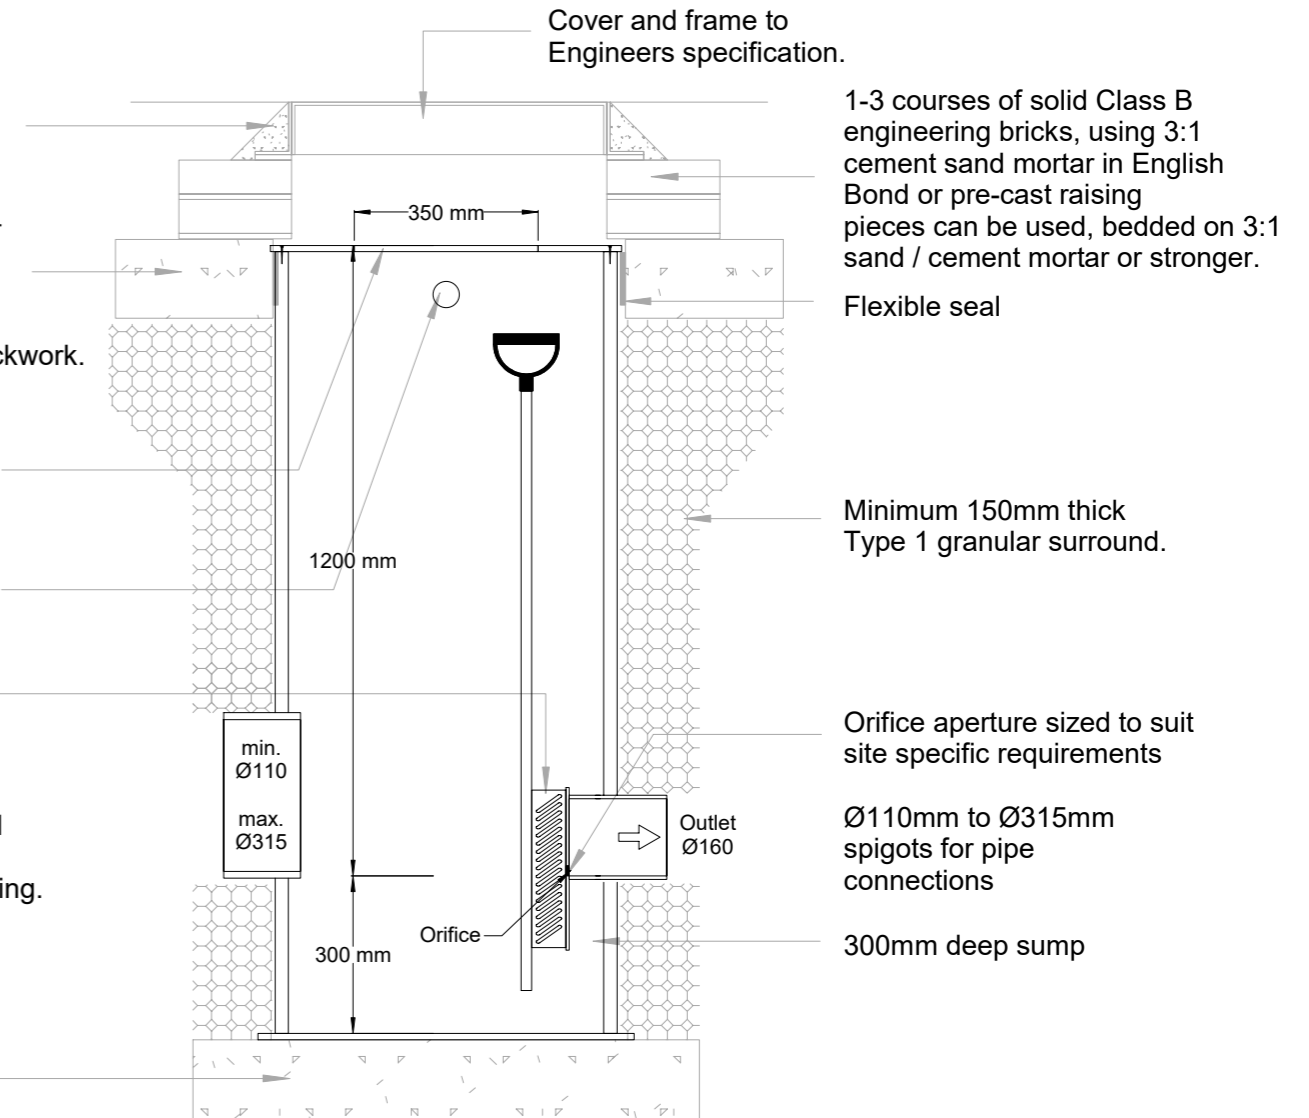 Cover and frame to
Engineers specification.
1-3 courses of solid Class B
engineering bricks, using 3:1
cement sand mortar in English
Bond or pre-cast raising
pieces can be used, bedded on 3:1
sand / cement mortar or stronger.
350 mm
Flexible seal
ckwork.
Minimum 150mm thick
Type 1 granular surround.
1200 mm
Orifice aperture sized to suit
site specific requirements
min.
Ø110
max.
Ø315
Outlet
Ø160
Ø110mm to Ø315mm
spigots for pipe
connections
ing.
Orifice
300 mm
300mm deep sump